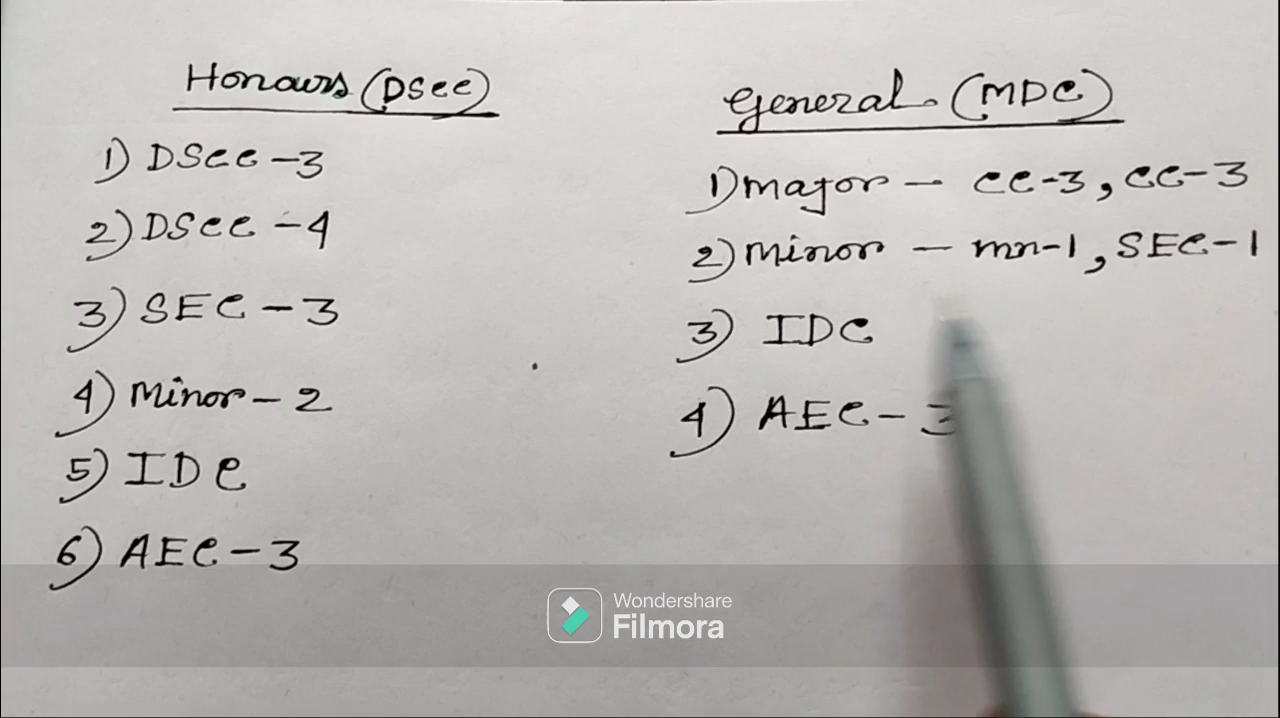 Honours (DSCC)
1) DSCC-3
2) DSCC-4
3) SEC-3
4) Minor-2
5) IDC
6) AEC-3
General (MDC)
1) major - CC-3, CC-3
2) Minor - mn-1, SEC-1
3) IDC
4) AEC-3
Wondershare
Filmora